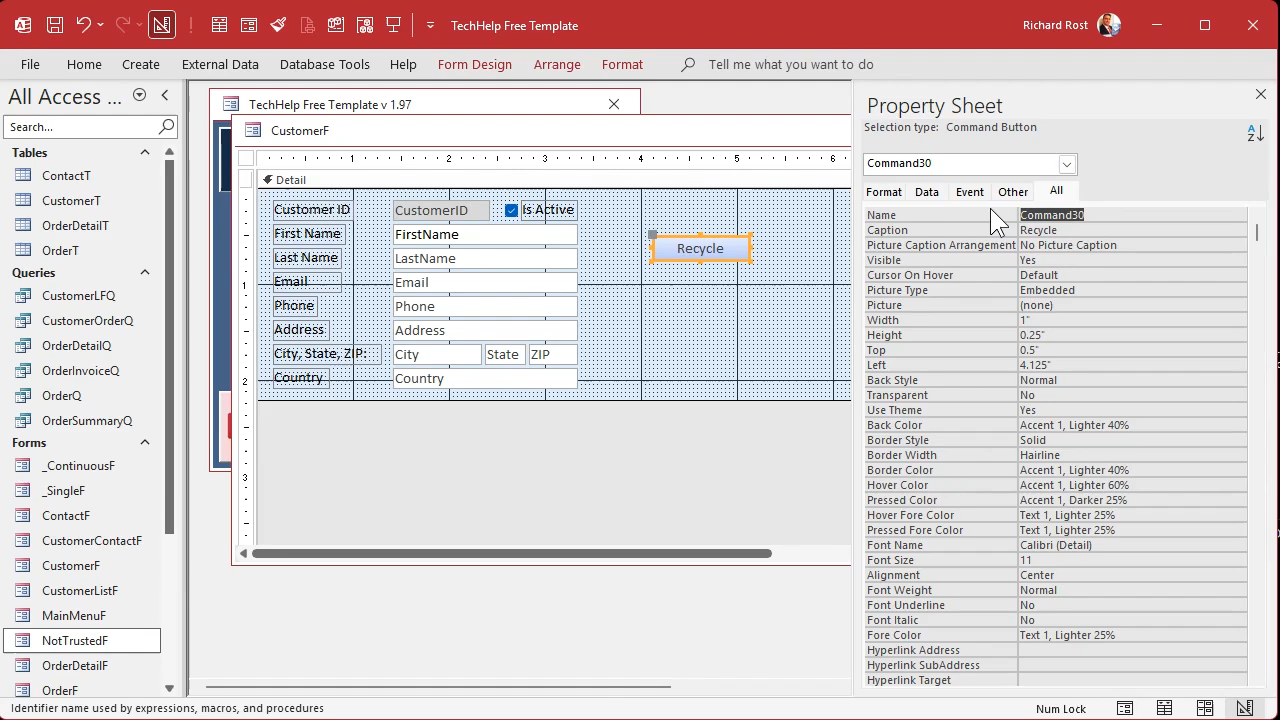 TechHelp Free Template
Richard Rost
File
Home
Create
External Data
Database Tools
Help
Form Design
Arrange
Format
Tell me what you want to do
All Access ...
Search...
Tables
ContactT
CustomerT
OrderDetailT
OrderT
Queries
CustomerLFQ
CustomerOrderQ
OrderDetailQ
OrderInvoiceQ
OrderQ
OrderSummaryQ
Forms
_ContinuousF
_SingleF
ContactF
CustomerContactF
CustomerF
CustomerListF
MainMenuF
NotTrustedF
OrderDetailF
OrderF
TechHelp Free Template v 1.97
CustomerF
1 2 3 4 5 6
Detail
1
2
3
Customer ID CustomerID Is Active
First Name FirstName
Last Name LastName
Email Email
Phone Phone
Address Address
City, State, ZIP: City State ZIP
Country Country
Recycle
Property Sheet
Selection type: Command Button
A
Z
Command30
Format Data Event Other All
Name Command30
Caption Recycle
Picture Caption Arrangement No Picture Caption
Visible Yes
Cursor On Hover Default
Picture Type Embedded
Picture (none)
Width 1"
Height 0.25"
Top 0.5"
Left 4.125"
Back Style Normal
Transparent No
Use Theme Yes
Back Color Accent 1, Lighter 40%
Border Style Solid
Border Width Hairline
Border Color Accent 1, Lighter 40%
Hover Color Accent 1, Lighter 60%
Pressed Color Accent 1, Darker 25%
Hover Fore Color Text 1, Lighter 25%
Pressed Fore Color Text 1, Lighter 25%
Font Name Calibri (Detail)
Font Size 11
Alignment Center
Font Weight Normal
Font Underline No
Font Italic No
Fore Color Text 1, Lighter 25%
Hyperlink Address
Hyperlink SubAddress
Hyperlink Target
Identifier name used by expressions, macros, and procedures
Num Lock